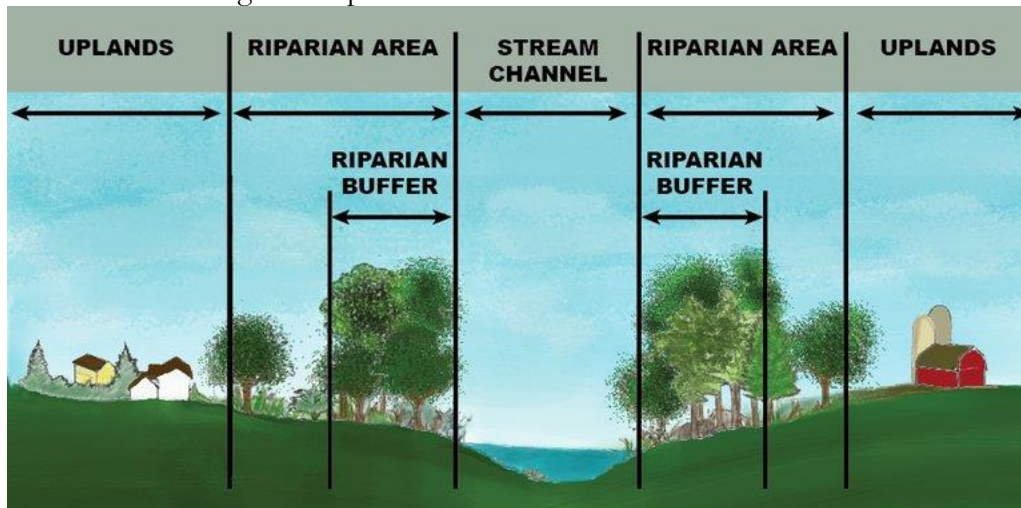 UPLANDS
RIPARIAN AREA
STREAM
CHANNEL
RIPARIAN AREA
UPLANDS
RIPARIAN
BUFFER
RIPARIAN
BUFFER